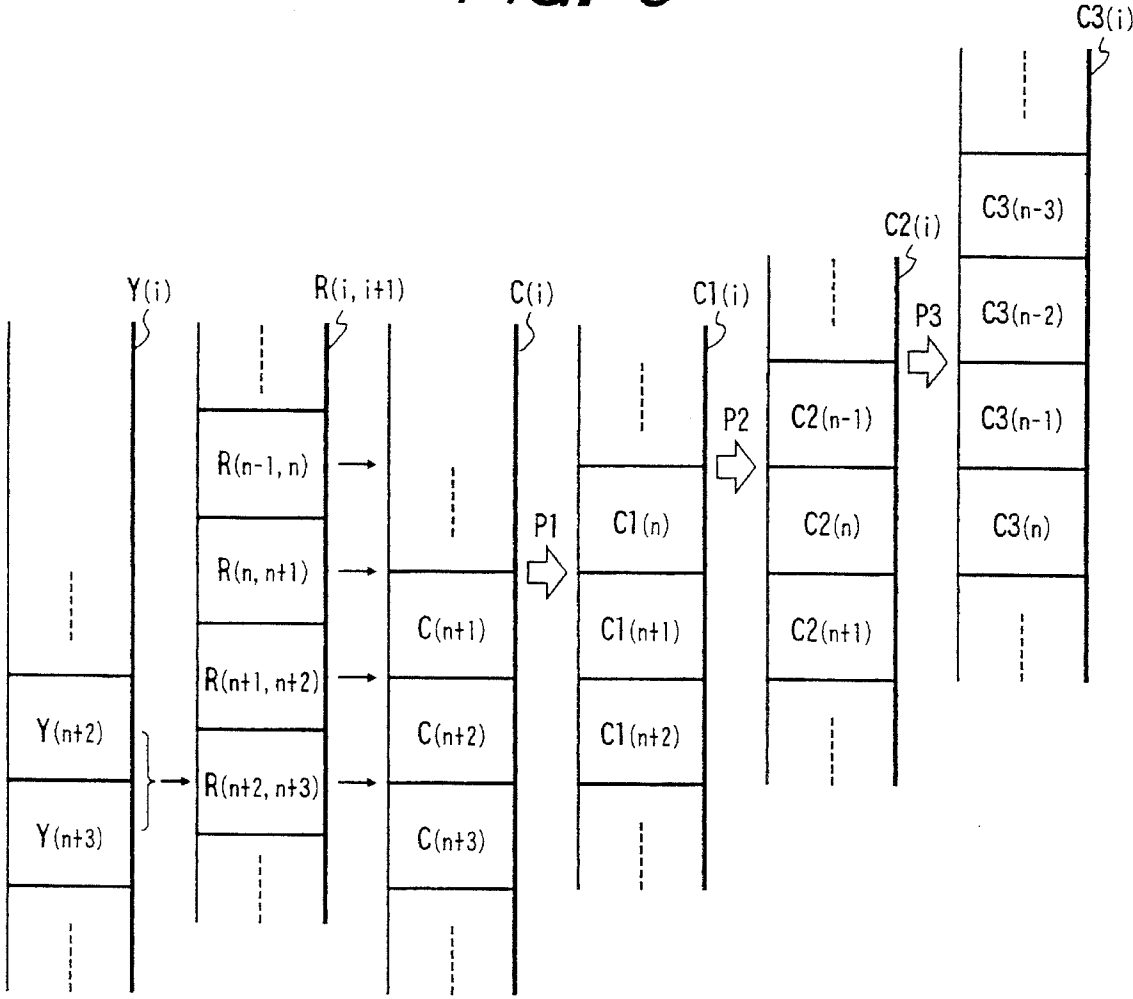 C3(i)
C3(n-3)
C3(n-2)
C3(n-1)
C3(n)
C2(i)
P3
C2(n-1)
C2(n)
C2(n+1)
Y(i)
R(i, i+1)
C(i)
C1(i)
P2
R(n-1, n)
R(n, n+1)
R(n+1, n+2)
R(n+2, n+3)
P1
C1(n)
C1(n+1)
C1(n+2)
C(n+1)
C(n+2)
C(n+3)
Y(n+2)
Y(n+3)